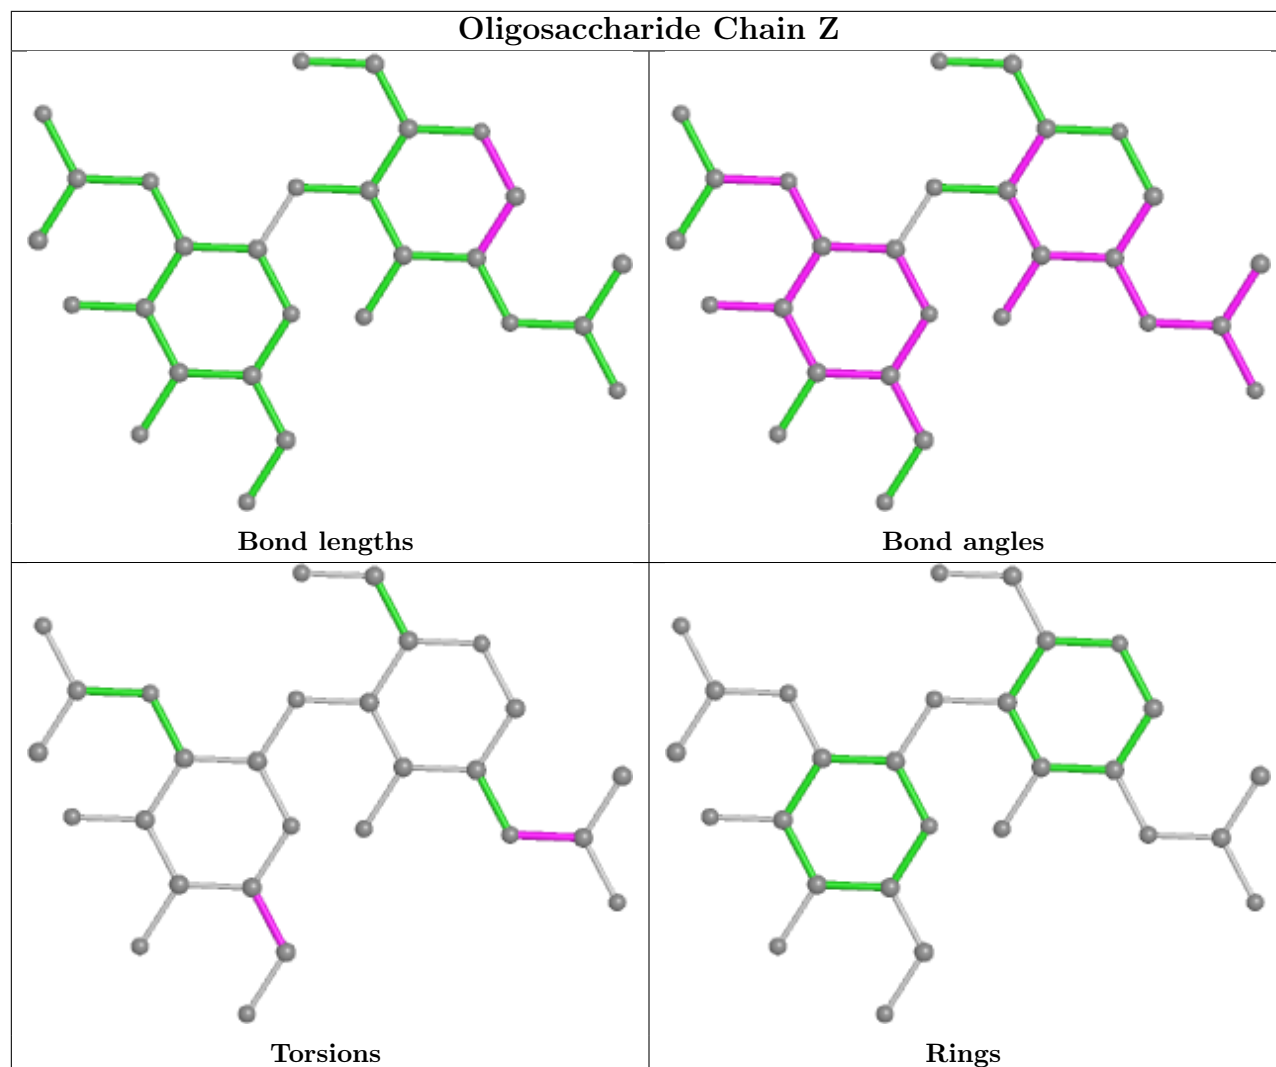 Oligosaccharide Chain Z
Bond lengths
Bond angles
Torsions
Rings